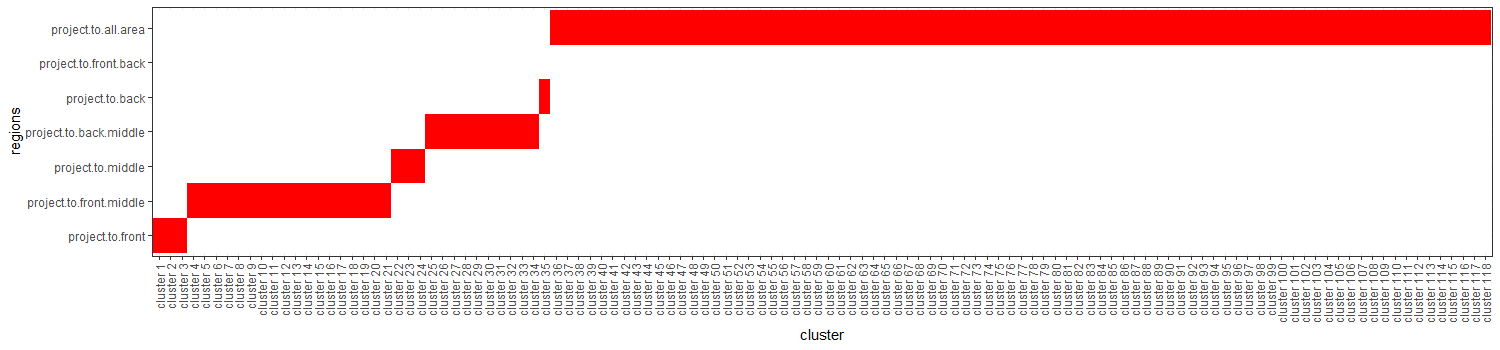 project.to.all.area
project.to.front.back
project.to.back
project.to.back.middle
project.to.middle
project.to.front.middle
project.to.front
regions
cluster 1
cluster 2
cluster 3
cluster 4
cluster 5
cluster 6
cluster 7
cluster 8
cluster 9
cluster 10
cluster 11
cluster 12
cluster 13
cluster 14
cluster 15
cluster 16
cluster 17
cluster 18
cluster 19
cluster 20
cluster 21
cluster 22
cluster 23
cluster 24
cluster 25
cluster 26
cluster 27
cluster 28
cluster 29
cluster 30
cluster 31
cluster 32
cluster 33
cluster 34
cluster 35
cluster 36
cluster 37
cluster 38
cluster 39
cluster 40
cluster 41
cluster 42
cluster 43
cluster 44
cluster 45
cluster 46
cluster 47
cluster 48
cluster 49
cluster 50
cluster 51
cluster 52
cluster 53
cluster 54
cluster 55
cluster 56
cluster 57
cluster 58
cluster 59
cluster 60
cluster 61
cluster 62
cluster 63
cluster 64
cluster 65
cluster 66
cluster 67
cluster 68
cluster 69
cluster 70
cluster 71
cluster 72
cluster 73
cluster 74
cluster 75
cluster 76
cluster 77
cluster 78
cluster 79
cluster 80
cluster 81
cluster 82
cluster 83
cluster 84
cluster 85
cluster 86
cluster 87
cluster 88
cluster 89
cluster 90
cluster 91
cluster 92
cluster 93
cluster 94
cluster 95
cluster 96
cluster 97
cluster 98
cluster 99
cluster 100
cluster 101
cluster 102
cluster 103
cluster 104
cluster 105
cluster 106
cluster 107
cluster 108
cluster 109
cluster 110
cluster 111
cluster 112
cluster 113
cluster 114
cluster 115
cluster 116
cluster 117
cluster 118
cluster